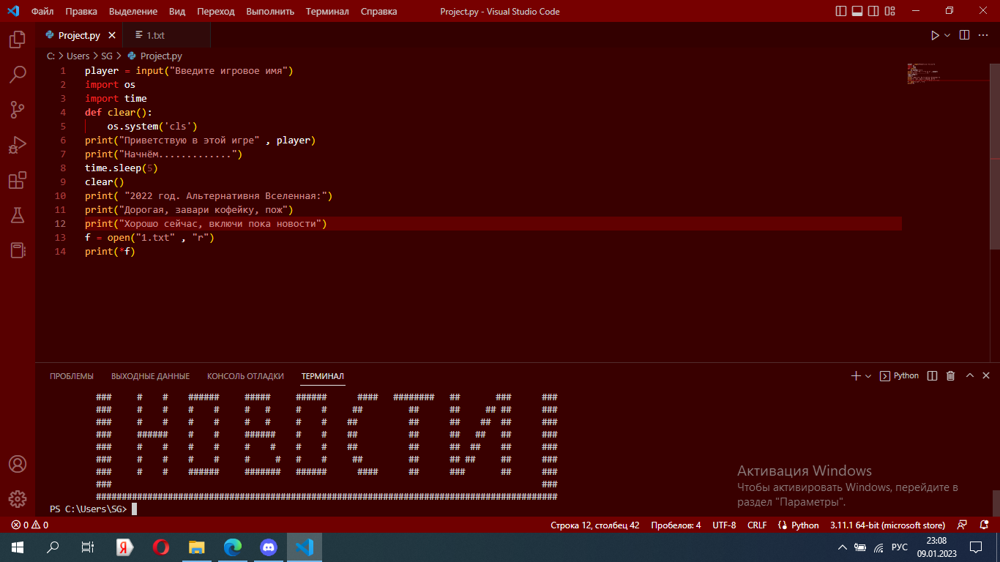 Файл Правка Выделение Вид Переход Выполнить Терминал Справка Project.py - Visual Studio Code
Project.py 1.txt
C: > Users > SG > Project.py
1 player = input("Введите игровое имя")
2 import os
3 import time
4 def clear():
5 os.system('cls')
6 print("Приветствую в этой игре" , player)
7 print("Начнём.............")
8 time.sleep(5)
9 clear()
10 print( "2022 год. Альтернативня Вселенная:")
11 print("Дорогая, завари кофейку, пож")
12 print("Хорошо сейчас, включи пока новости")
13 f = open("1.txt" , "r")
14 print(*f)
ПРОБЛЕМЫ ВЫХОДНЫЕ ДАННЫЕ КОНСОЛЬ ОТЛАДКИ ТЕРМИНАЛ Python
НОВОСТИ
PS C:\Users\SG>
Активация Windows
Чтобы активировать Windows, перейдите в
раздел "Параметры".
0 0 Строка 12, столбец 42 Пробелов: 4 UTF-8 CRLF Python 3.11.1 64-bit (microsoft store)
РУС 23:08
09.01.2023